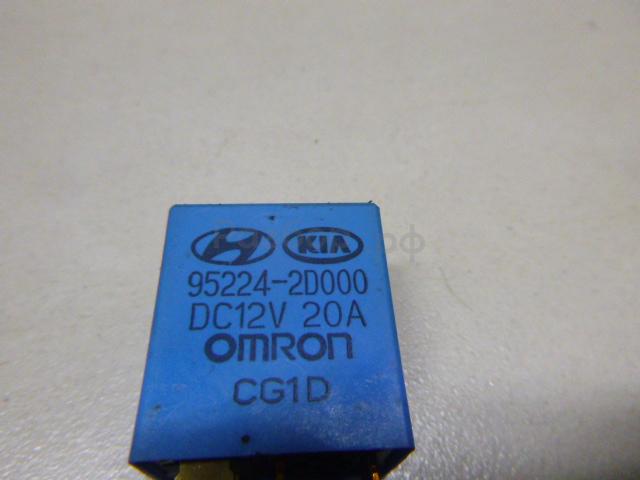 KIA
95224-2D000
DC12V 20A
OMRON
CG1D